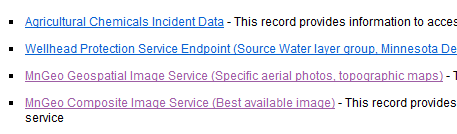 Agricultural Chemicals Incident Data - This record provides information to acces
Wellhead Protection Service Endpoint (Source Water layer group, Minnesota De
MnGeo Geospatial Image Service (Specific aerial photos, topographic maps) - T
MnGeo Composite Image Service (Best available image) - This record provides
service